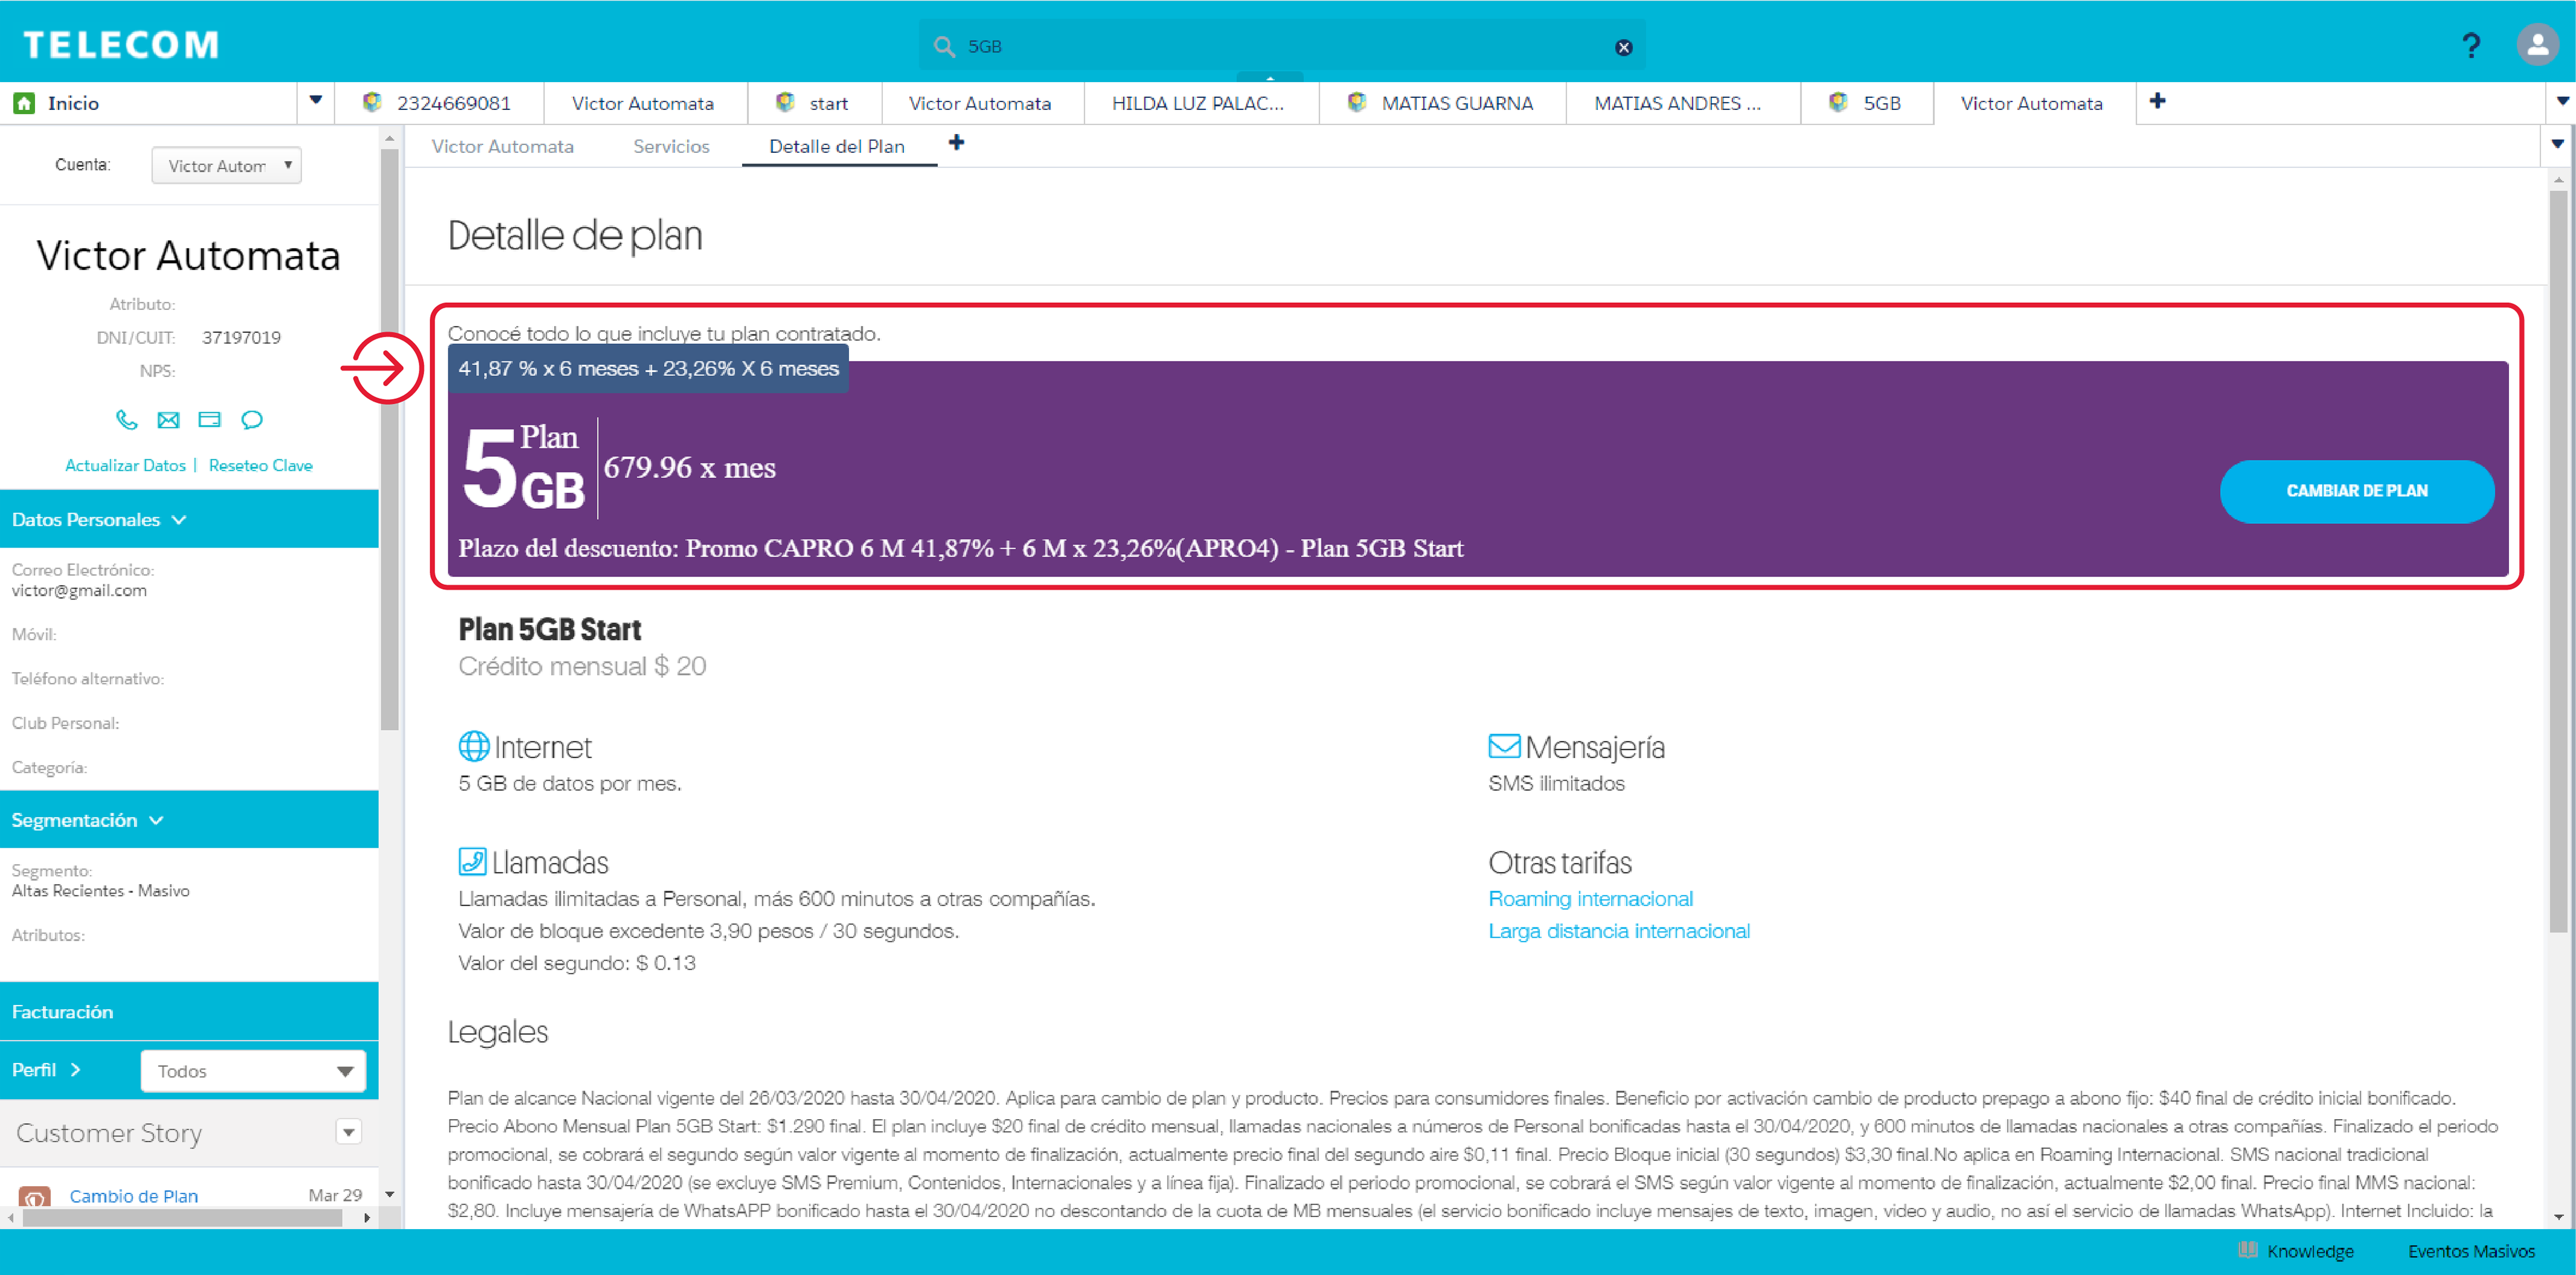 TELECOM
5GB
?
Inicio
2324669081
Victor Automata
start
Victor Automata
HILDA LUZ PALAC...
MATIAS GUARNA
MATIAS ANDRES ...
5GB
Victor Automata
Cuenta:
Victor Autom
Victor Automata
Servicios
Detalle del Plan
Victor Automata
Atributo:
DNI/CUIT: 37197019
NPS:
Actualizar Datos | Reseteo Clave
Datos Personales
Correo Electrónico:
victor@gmail.com
Móvil:
Teléfono alternativo:
Club Personal:
Categoría:
Segmentación
Segmento:
Altas Recientes - Masivo
Atributos:
Facturación
Perfil
Todos
Customer Story
Cambio de Plan
Mar 29
Detalle de plan
Conocé todo lo que incluye tu plan contratado.
41,87 % x 6 meses + 23,26% X 6 meses
5 Plan GB
679.96 x mes
CAMBIAR DE PLAN
Plazo del descuento: Promo CAPRO 6 M 41,87% + 6 M x 23,26%(APRO4) - Plan 5GB Start
Plan 5GB Start
Crédito mensual $ 20
Internet
5 GB de datos por mes.
Mensajería
SMS ilimitados
Llamadas
Llamadas ilimitadas a Personal, más 600 minutos a otras compañías.
Valor de bloque excedente 3,90 pesos / 30 segundos.
Valor del segundo: $ 0.13
Otras tarifas
Roaming internacional
Larga distancia internacional
Legales
Plan de alcance Nacional vigente del 26/03/2020 hasta 30/04/2020. Aplica para cambio de plan y producto. Precios para consumidores finales. Beneficio por activación cambio de producto prepago a abono fijo: $40 final de crédito inicial bonificado.
Precio Abono Mensual Plan 5GB Start: $1.290 final. El plan incluye $20 final de crédito mensual, llamadas nacionales a números de Personal bonificadas hasta el 30/04/2020, y 600 minutos de llamadas nacionales a otras compañías. Finalizado el periodo
promocional, se cobrará el segundo según valor vigente al momento de finalización, actualmente precio final del segundo aire $0,11 final. Precio Bloque inicial (30 segundos) $3,30 final.No aplica en Roaming Internacional. SMS nacional tradicional
bonificado hasta 30/04/2020 (se excluye SMS Premium, Contenidos, Internacionales y a línea fija). Finalizado el periodo promocional, se cobrará el SMS según valor vigente al momento de finalización, actualmente $2,00 final. Precio final MMS nacional:
$2,80. Incluye mensajería de WhatsAPP bonificado hasta el 30/04/2020 no descontando de la cuota de MB mensuales (el servicio bonificado incluye mensajes de texto, imagen, video y audio, no así el servicio de llamadas WhatsApp). Internet Incluido: la
Knowledge
Eventos Masivos